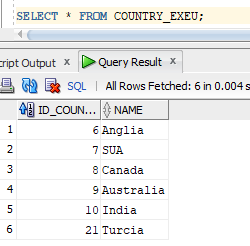 SELECT * FROM COUNTRY_EXEU;
cript Output × Query Result ×
SQL | All Rows Fetched: 6 in 0.004 s
ID_COUN... NAME
1 6 Anglia
2 7 SUA
3 8 Canada
4 9 Australia
5 10 India
6 21 Turcia